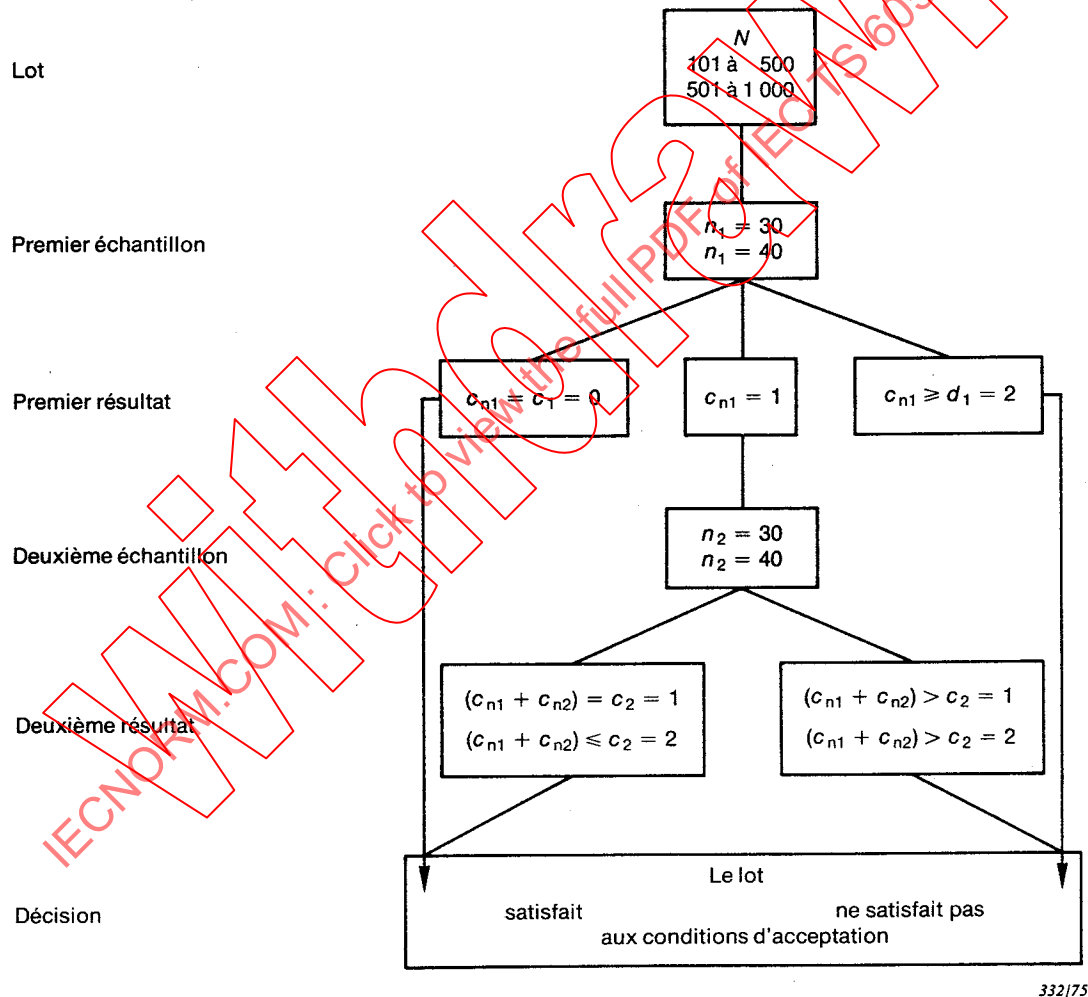 N
Lot
101 à 500
501 à 1 000
Premier échantillon
n1 = 30
n1 = 40
Premier résultat
cn1 = c1 = 0
cn1 = 1
cn1 ⩾ d1 = 2
Deuxième échantillon
n2 = 30
n2 = 40
Deuxième résultat
(cn1 + cn2) = c2 = 1
(cn1 + cn2) ⩽ c2 = 2
(cn1 + cn2) > c2 = 1
(cn1 + cn2) > c2 = 2
Le lot
Décision
satisfait
ne satisfait pas
aux conditions d'acceptation
332/75
IECNORM.COM : Click to view the full PDF of IEC TS 60
withdrawn